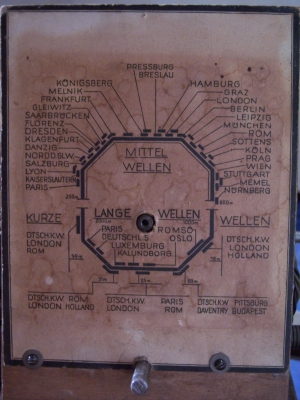 PRESSBURG
BRESLAU
KÖNIGSBERG
MELNIK
FRANKFURT
GLEIWITZ
SAARBRÜCKEN
FLORENZ
DRESDEN
KLAGENFURT
DANZIG
NORDD.GLW.
SALZBURG
LYON
KAISERSLAUTERN
PARIS
HAMBURG
GRAZ
LONDON
BERLIN
LEIPZIG
MÜNCHEN
ROM
SOTTENS
KÖLN
PRAG
WIEN
STUTTGART
MEMEL
NÜRNBERG
MITTEL
WELLEN
KURZE
LANGE WELLEN
WELLEN
PARIS ROM
DEUTSCHL.S OSLO
LUXEMBURG
KALUNDBORG
DTSCH.KW.
LONDON
ROM
DTSCH.KW.
LONDON
HOLLAND
DTSCH.KW. ROM
LONDON HOLLAND
DTSCH.KW.
LONDON
PARIS
ROM
DTSCH.KW. PITTSBURG
DAVENTRY BUDAPEST